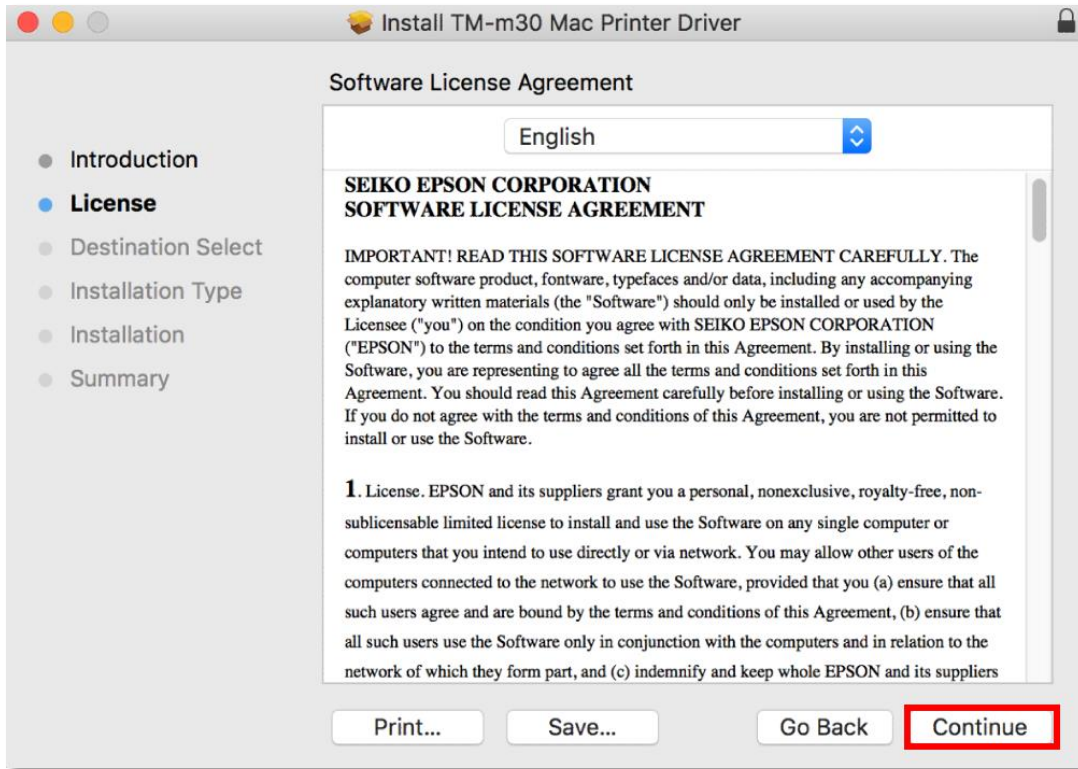 Install TM-m30 Mac Printer Driver
Software License Agreement
Introduction
License
Destination Select
Installation Type
Installation
Summary
English
SEIKO EPSON CORPORATION
SOFTWARE LICENSE AGREEMENT
IMPORTANT! READ THIS SOFTWARE LICENSE AGREEMENT CAREFULLY. The
computer software product, fontware, typefaces and/or data, including any accompanying
explanatory written materials (the "Software") should only be installed or used by the
Licensee ("you") on the condition you agree with SEIKO EPSON CORPORATION
("EPSON") to the terms and conditions set forth in this Agreement. By installing or using the
Software, you are representing to agree all the terms and conditions set forth in this
Agreement. You should read this Agreement carefully before installing or using the Software.
If you do not agree with the terms and conditions of this Agreement, you are not permitted to
install or use the Software.
1. License. EPSON and its suppliers grant you a personal, nonexclusive, royalty-free, non-
sublicensable limited license to install and use the Software on any single computer or
computers that you intend to use directly or via network. You may allow other users of the
computers connected to the network to use the Software, provided that you (a) ensure that all
such users agree and are bound by the terms and conditions of this Agreement, (b) ensure that
all such users use the Software only in conjunction with the computers and in relation to the
network of which they form part, and (c) indemnify and keep whole EPSON and its suppliers
Print...
Save...
Go Back
Continue